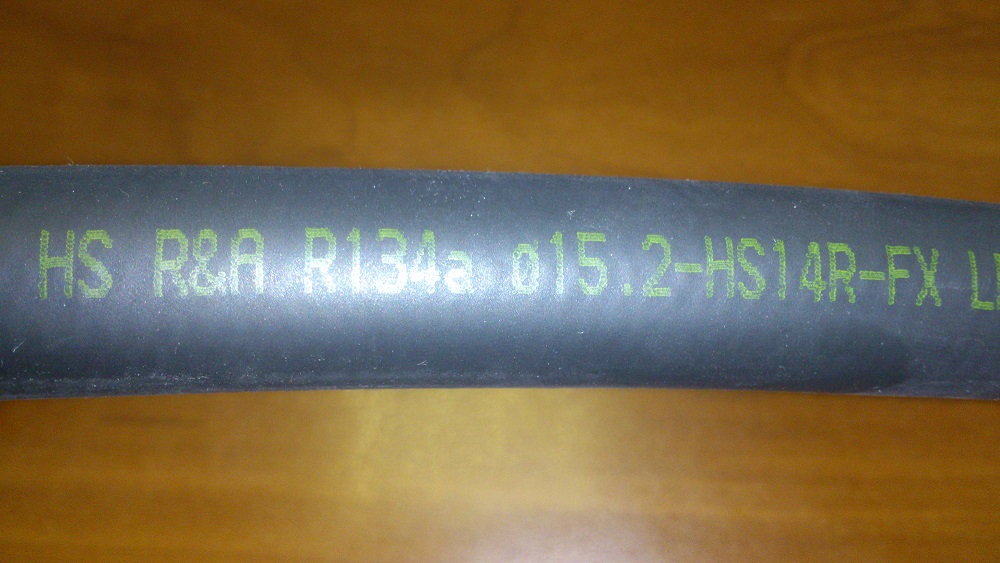 HS R&A R134a ø15.2-HS14R-FX